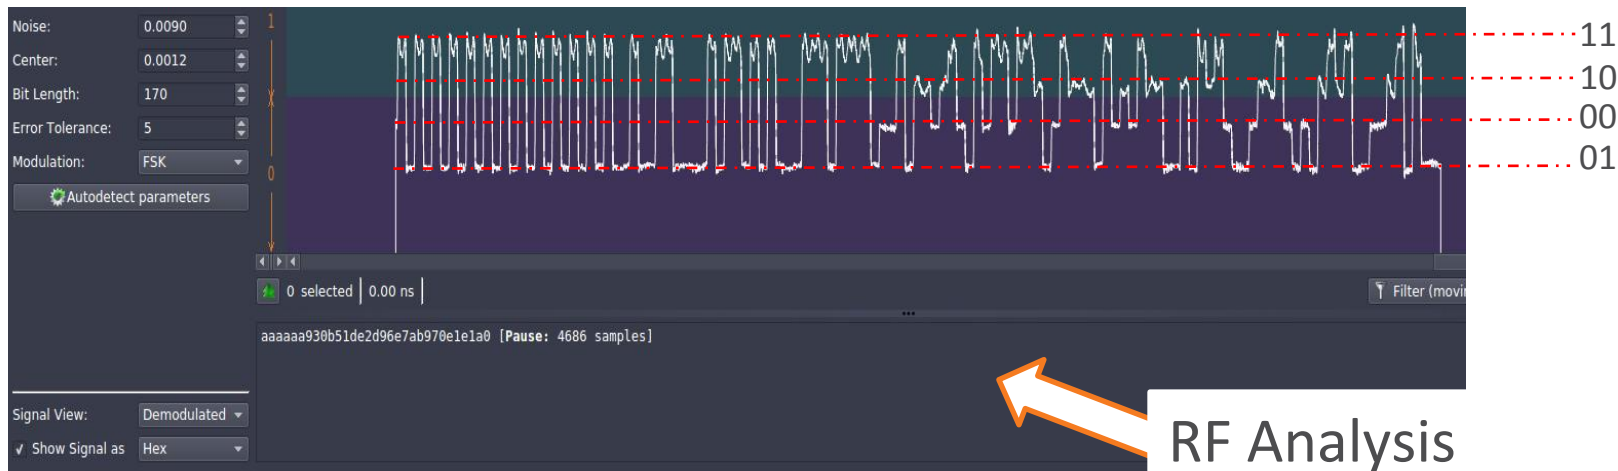 Noise: 0.0090
Center: 0.0012
Bit Length: 170
Error Tolerance: 5
Modulation: FSK
Autodetect parameters
1
0
11
10
00
01
0 selected 0.00 ns
Filter (movin
aaaaaa930b51de2d96e7ab970e1e1a0 [Pause: 4686 samples]
Signal View: Demodulated
Show Signal as Hex
RF Analysis